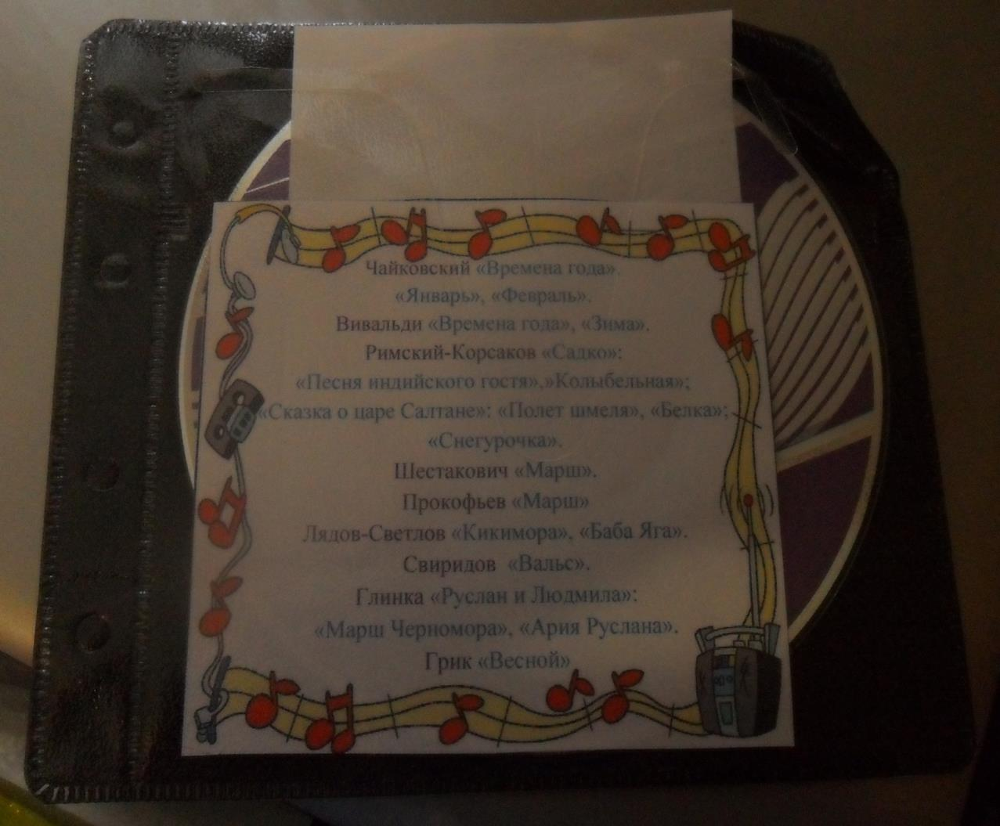 Чайковский «Времена года».
«Январь», «Февраль».
Вивальди «Времена года», «Зима».
Римский-Корсаков «Садко»:
«Песня индийского гостя»,»Колыбельная»;
«Сказка о царе Салтане»: «Полет шмеля», «Белка»;
«Снегурочка».
Шестакович «Марш».
Прокофьев «Марш»
Лядов-Светлов «Кикимора», «Баба Яга».
Свиридов «Вальс».
Глинка «Руслан и Людмила»:
«Марш Черномора», «Ария Руслана».
Грик «Весной»